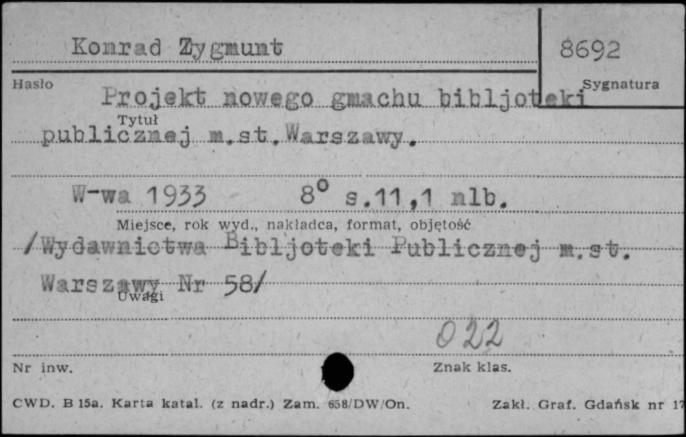 Konrad Zygmunt
8692
Hasło
Sygnatura
Projekt nowego gmachu bibljoteki
Tytuł
publicznej m.st.Warszawy.
W-wa 1933 8° s.11,1 nlb.
Miejsce, rok wyd., nakładca, format, objętość
/Wydawnictwa Bibljoteki Publicznej m.st.
Warszawy Nr 58/
Uwagi
022
Nr inw.
Znak klas.
CWD. B 15a. Karta katal. (z nadr.) Zam. 658/DW/On.
Zakł. Graf. Gdańsk nr 17